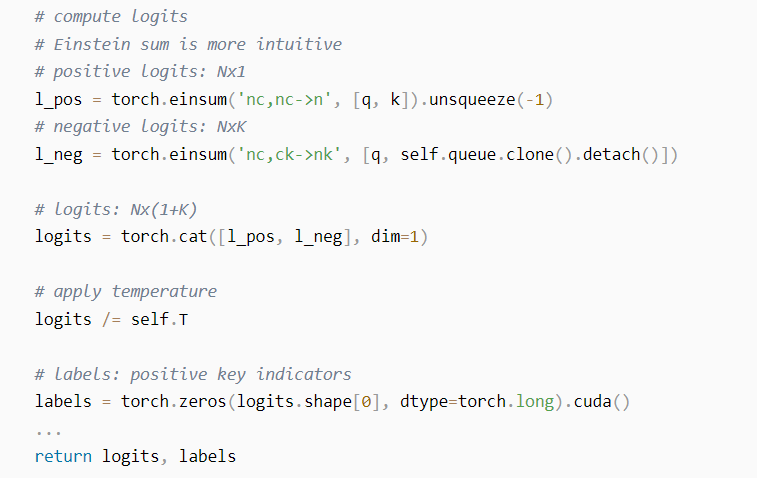 # compute logits
# Einstein sum is more intuitive
# positive logits: Nx1
l_pos = torch.einsum('nc,nc->n', [q, k]).unsqueeze(-1)
# negative logits: NxK
l_neg = torch.einsum('nc,ck->nk', [q, self.queue.clone().detach()])
# logits: Nx(1+K)
logits = torch.cat([l_pos, l_neg], dim=1)
# apply temperature
logits /= self.T
# labels: positive key indicators
labels = torch.zeros(logits.shape[0], dtype=torch.long).cuda()
...
return logits, labels